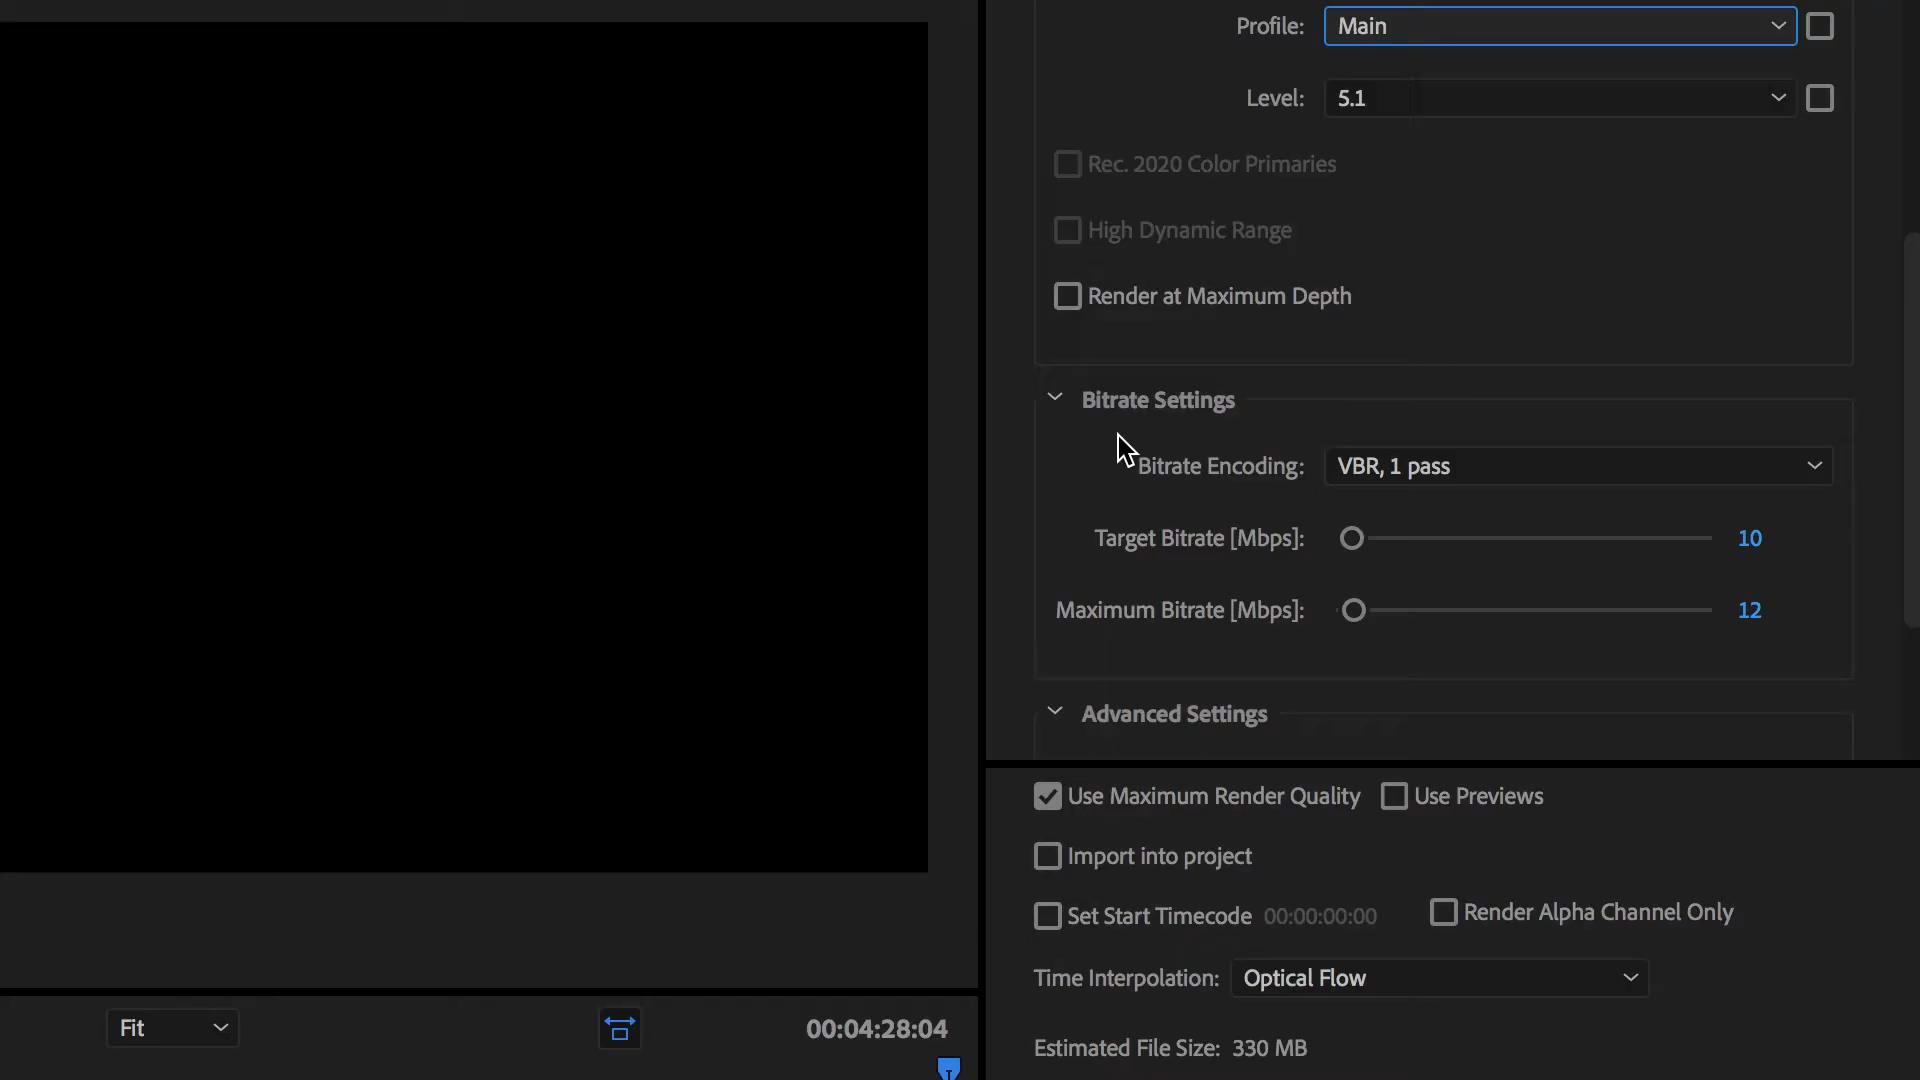 Profile: Main
Level: 5.1
Rec. 2020 Color Primaries
High Dynamic Range
Render at Maximum Depth
Bitrate Settings
Bitrate Encoding: VBR, 1 pass
Target Bitrate [Mbps]: 10
Maximum Bitrate [Mbps]: 12
Advanced Settings
Use Maximum Render Quality Use Previews
Import into project
Set Start Timecode 00:00:00:00 Render Alpha Channel Only
Time Interpolation: Optical Flow
Fit 00:04:28:04
Estimated File Size: 330 MB